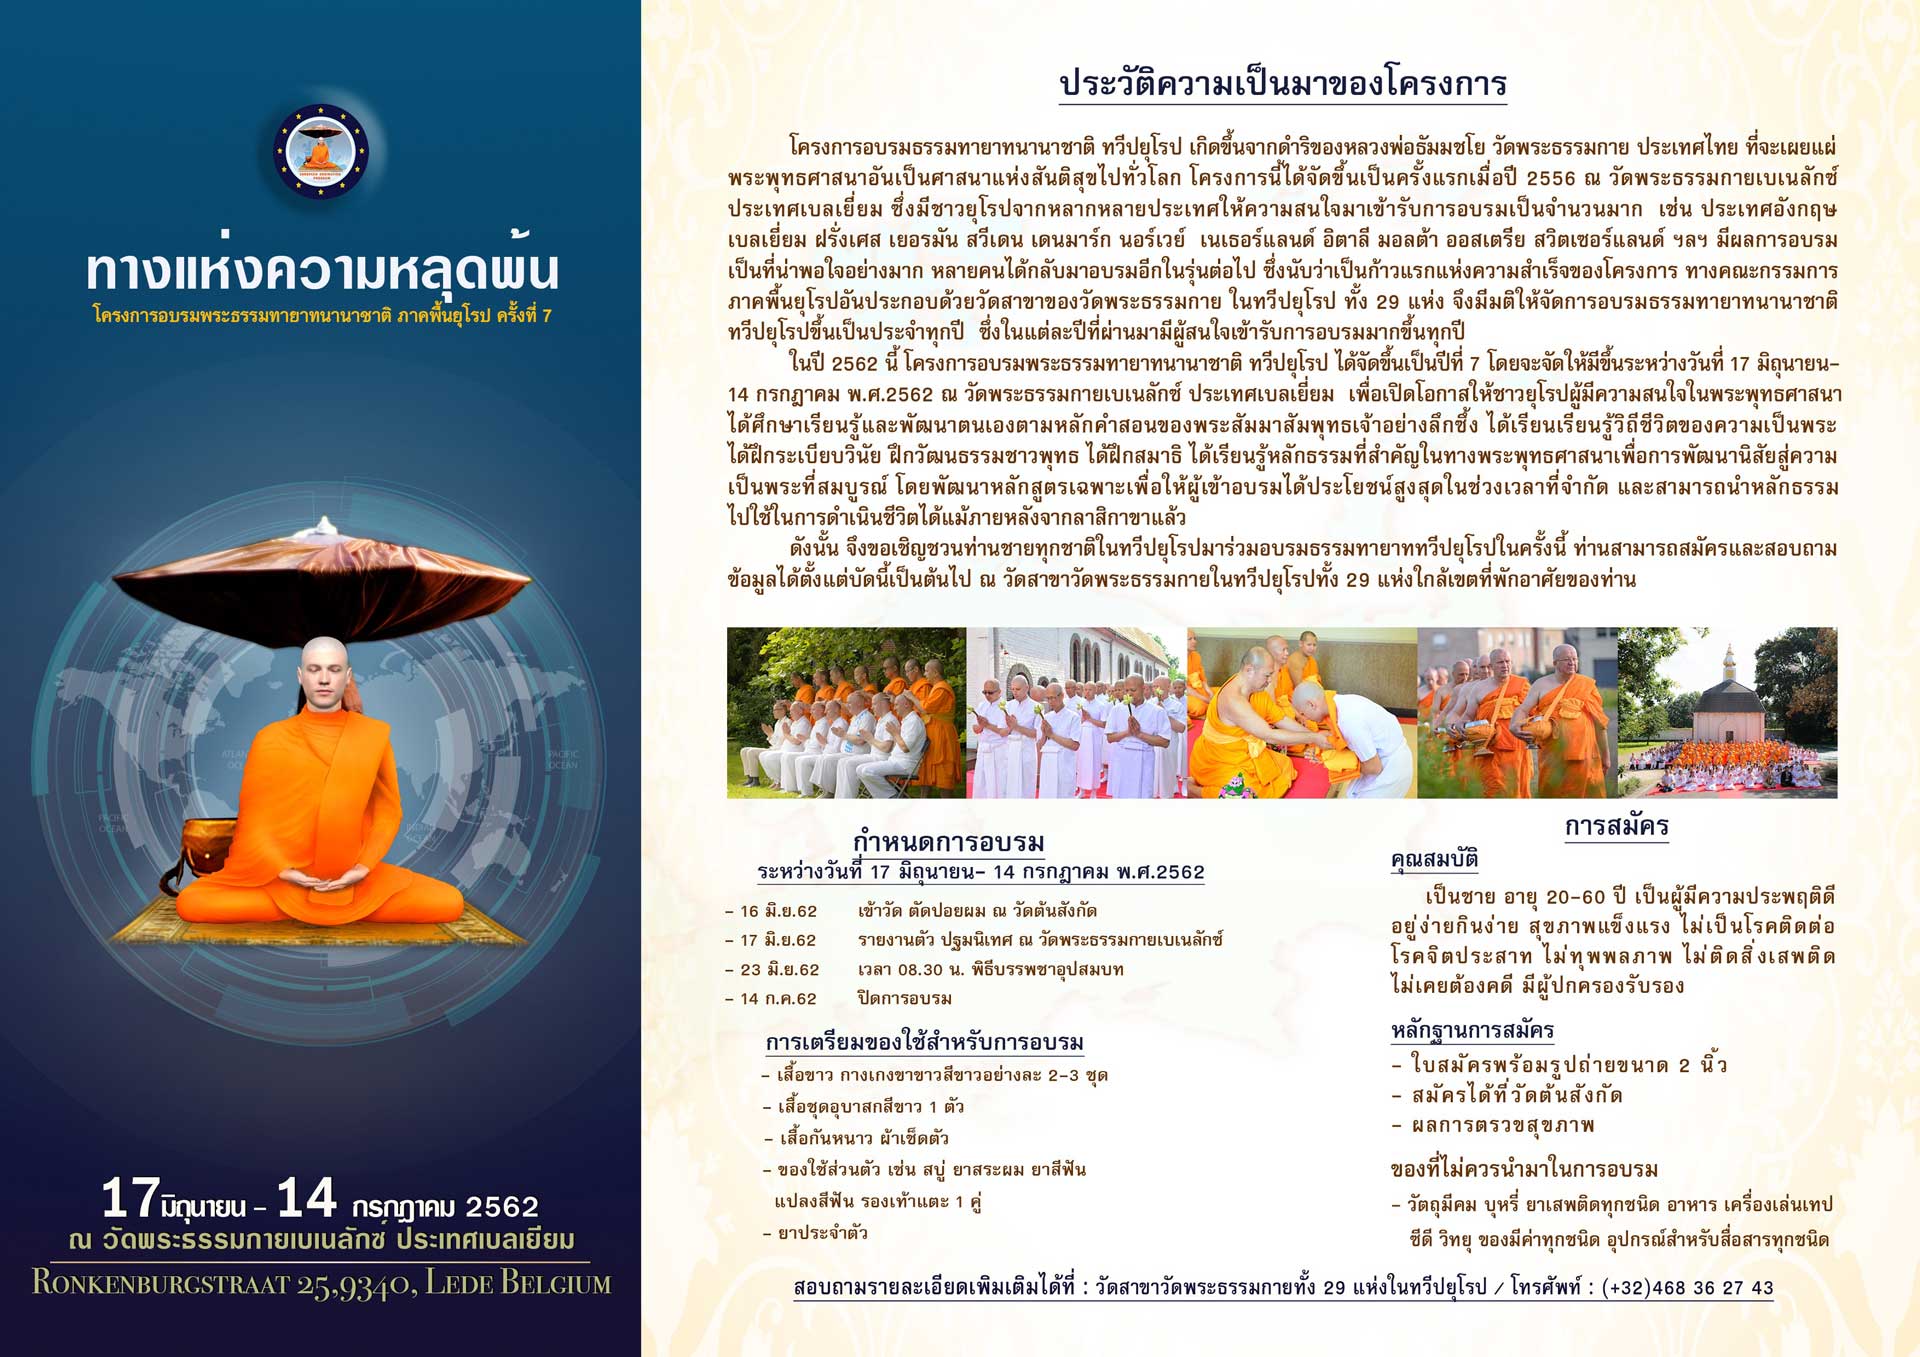 EUROPEAN ORDINATION
PROGRAM
ทางแห่งความหลุดพ้น
โครงการอบรมพระธรรมทายาทนานาชาติ ภาคพื้นยุโรป ครั้งที่ 7
PACIFIC
OCEAN
PACIFIC
OCEAN
17 มิถุนายน - 14 กรกฎาคม 2562
ณ วัดพระธรรมกายเบเนลักซ์ ประเทศเบลเยียม
RONKENBURGSTRAAT 25,9340, LEDE BELGIUM
ประวัติความเป็นมาของโครงการ
โครงการอบรมธรรมทายาทนานาชาติ ทวีปยุโรป เกิดขึ้นจากดำริของหลวงพ่อธัมมชโย วัดพระธรรมกาย ประเทศไทย ที่จะเผยแผ่
พระพุทธศาสนาอันเป็นศาสนาแห่งสันติสุขไปทั่วโลก โครงการนี้ได้จัดขึ้นเป็นครั้งแรกเมื่อปี 2556 ณ วัดพระธรรมกายเบเนลักซ์
ประเทศเบลเยี่ยม ซึ่งมีชาวยุโรปจากหลากหลายประเทศให้ความสนใจมาเข้ารับการอบรมเป็นจำนวนมาก เช่น ประเทศอังกฤษ
เบลเยี่ยม ฝรั่งเศส เยอรมัน สวีเดน เดนมาร์ก นอร์เวย์ เนเธอร์แลนด์ อิตาลี มอลต้า ออสเตรีย สวิตเซอร์แลนด์ ฯลฯ มีผลการอบรม
เป็นที่น่าพอใจอย่างมาก หลายคนได้กลับมาอบรมอีกในรุ่นต่อไป ซึ่งนับว่าเป็นก้าวแรกแห่งความสำเร็จของโครงการ ทางคณะกรรมการ
ภาคพื้นยุโรปอันประกอบด้วยวัดสาขาของวัดพระธรรมกาย ในทวีปยุโรป ทั้ง 29 แห่ง จึงมีมติให้จัดการอบรมธรรมทายาทนานาชาติ
ทวีปยุโรปขึ้นเป็นประจำทุกปี ซึ่งในแต่ละปีที่ผ่านมามีผู้สนใจเข้ารับการอบรมมากขึ้นทุกปี
ในปี 2562 นี้ โครงการอบรมพระธรรมทายาทนานาชาติ ทวีปยุโรป ได้จัดขึ้นเป็นปีที่ 7 โดยจะจัดให้มีขึ้นระหว่างวันที่ 17 มิถุนายน-
14 กรกฎาคม พ.ศ.2562 ณ วัดพระธรรมกายเบเนลักซ์ ประเทศเบลเยี่ยม เพื่อเปิดโอกาสให้ชาวยุโรปผู้มีความสนใจในพระพุทธศาสนา
ได้ศึกษาเรียนรู้และพัฒนาตนเองตามหลักคำสอนของพระสัมมาสัมพุทธเจ้าอย่างลึกซึ้ง ได้เรียนเรียนรู้วิถีชีวิตของความเป็นพระ
ได้ฝึกระเบียบวินัย ฝึกวัฒนธรรมชาวพุทธ ได้ฝึกสมาธิ ได้เรียนรู้หลักธรรมที่สำคัญในทางพระพุทธศาสนาเพื่อการพัฒนานิสัยสู่ความ
เป็นพระที่สมบูรณ์ โดยพัฒนาหลักสูตรเฉพาะเพื่อให้ผู้เข้าอบรมได้ประโยชน์สูงสุดในช่วงเวลาที่จำกัด และสามารถนำหลักธรรม
ไปใช้ในการดำเนินชีวิตได้แม้ภายหลังจากลาสิกขาแล้ว
ดังนั้น จึงขอเชิญชวนท่านชายทุกชาติในทวีปยุโรปมาร่วมอบรมธรรมทายาททวีปยุโรปในครั้งนี้ ท่านสามารถสมัครและสอบถาม
ข้อมูลได้ตั้งแต่บัดนี้เป็นต้นไป ณ วัดสาขาวัดพระธรรมกายในทวีปยุโรปทั้ง 29 แห่งใกล้เขตที่พักอาศัยของท่าน
กำหนดการอบรม
ระหว่างวันที่ 17 มิถุนายน- 14 กรกฎาคม พ.ศ.2562
- 16 มิ.ย.62 เข้าวัด ตัดปอยผม ณ วัดต้นสังกัด
- 17 มิ.ย.62 รายงานตัว ปฐมนิเทศ ณ วัดพระธรรมกายเบเนลักซ์
- 23 มิ.ย.62 เวลา 08.30 น. พิธีบรรพชาอุปสมบท
- 14 ก.ค.62 ปิดการอบรม
การเตรียมของใช้สำหรับการอบรม
- เสื้อขาว กางเกงขาขาวสีขาวอย่างละ 2-3 ชุด
- เสื้อชุดอุบาสกสีขาว 1 ตัว
- เสื้อกันหนาว ผ้าเช็ดตัว
- ของใช้ส่วนตัว เช่น สบู่ ยาสระผม ยาสีฟัน
แปลงสีฟัน รองเท้าแตะ 1 คู่
- ยาประจำตัว
การสมัคร
คุณสมบัติ
เป็นชาย อายุ 20-60 ปี เป็นผู้มีความประพฤติดี
อยู่ง่ายกินง่าย สุขภาพแข็งแรง ไม่เป็นโรคติดต่อ
โรคจิตประสาท ไม่ทุพพลภาพ ไม่ติดสิ่งเสพติด
ไม่เคยต้องคดี มีผู้ปกครองรับรอง
หลักฐานการสมัคร
- ใบสมัครพร้อมรูปถ่ายขนาด 2 นิ้ว
- สมัครได้ที่วัดต้นสังกัด
- ผลการตรวขสุขภาพ
ของที่ไม่ควรนำมาในการอบรม
- วัตถุมีคม บุหรี่ ยาเสพติดทุกชนิด อาหาร เครื่องเล่นเทป
ซีดี วิทยุ ของมีค่าทุกชนิด อุปกรณ์สำหรับสื่อสารทุกชนิด
สอบถามรายละเอียดเพิ่มเติมได้ที่ : วัดสาขาวัดพระธรรมกายทั้ง 29 แห่งในทวีปยุโรป / โทรศัพท์ : (+32)468 36 27 43